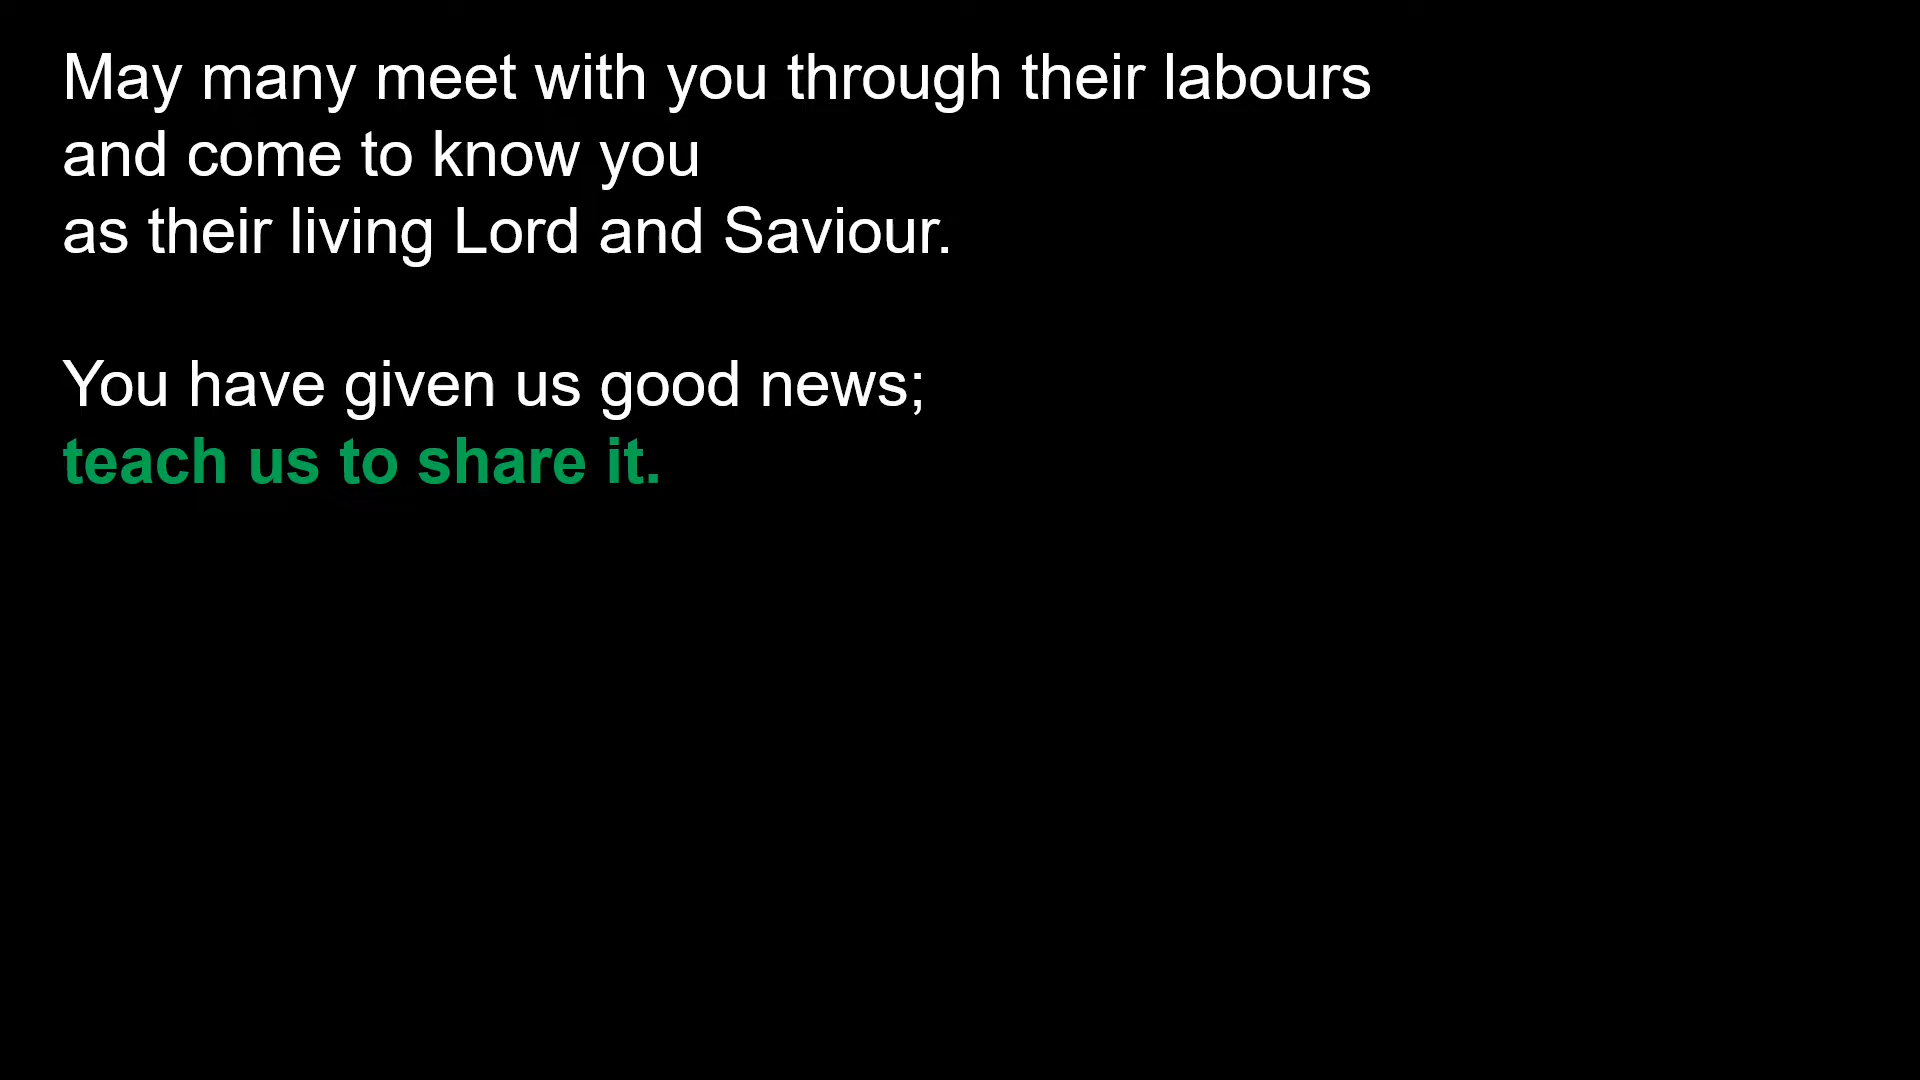 May many meet with you through their labours
and come to know you
as their living Lord and Saviour.
You have given us good news;
teach us to share it.